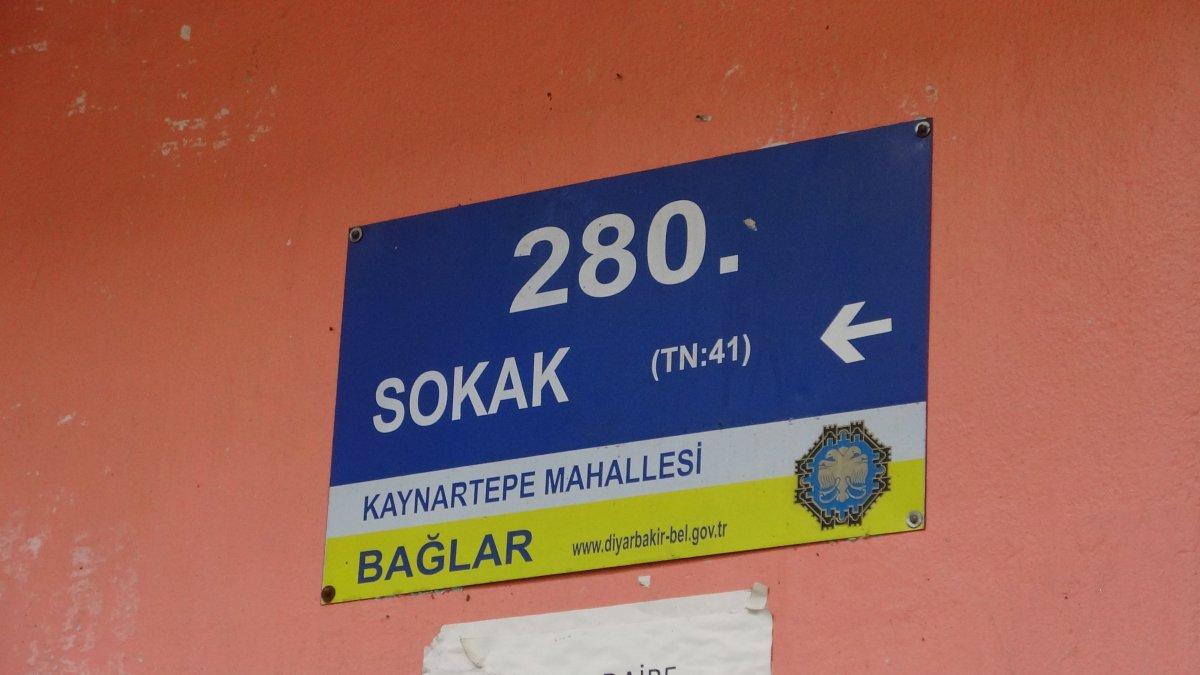 280.
SOKAK (TN:41)
KAYNARTEPE MAHALLESİ
BAĞLAR www.diyarbakir-bel.gov.tr